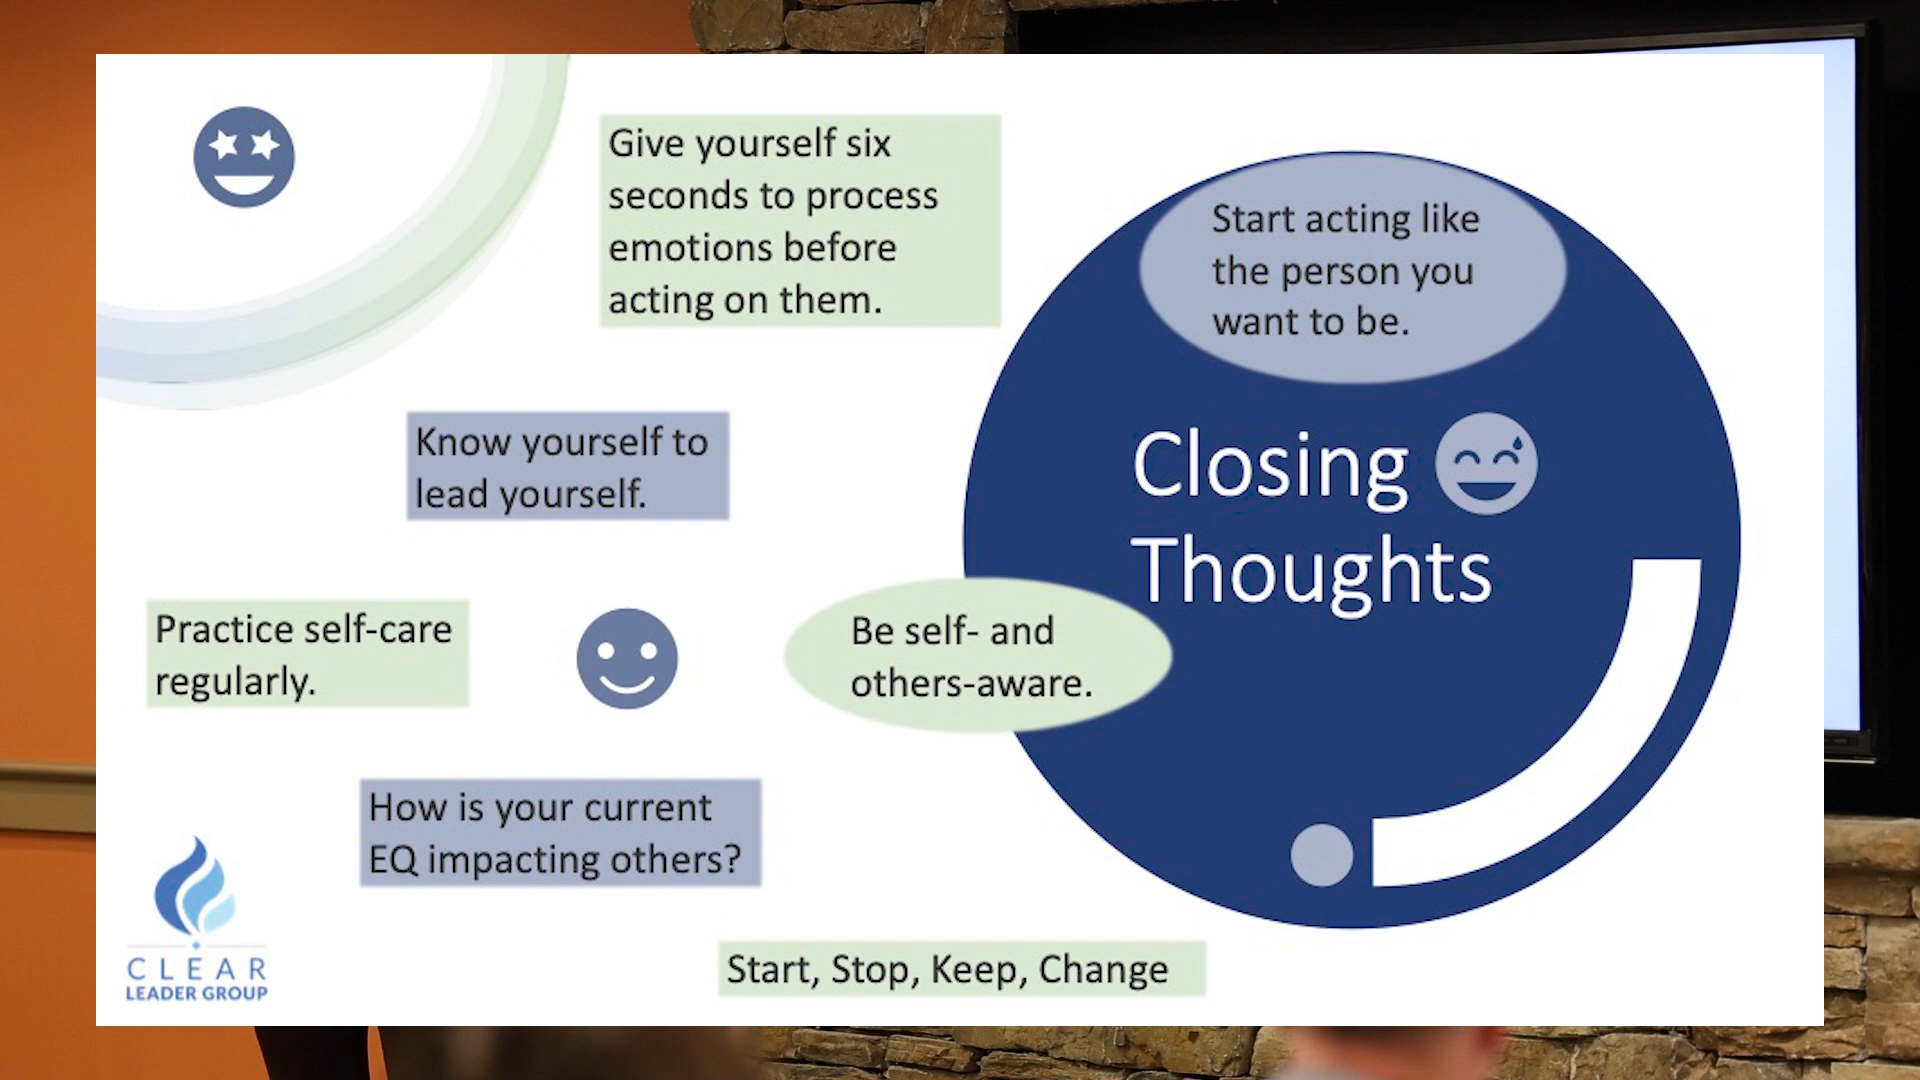 Give yourself six
seconds to process
emotions before
acting on them.
Start acting like
the person you
want to be.
Know yourself to
lead yourself.
Closing
Thoughts
Practice self-care
regularly.
Be self- and
others-aware.
How is your current
EQ impacting others?
CLEAR
LEADER GROUP
Start, Stop, Keep, Change